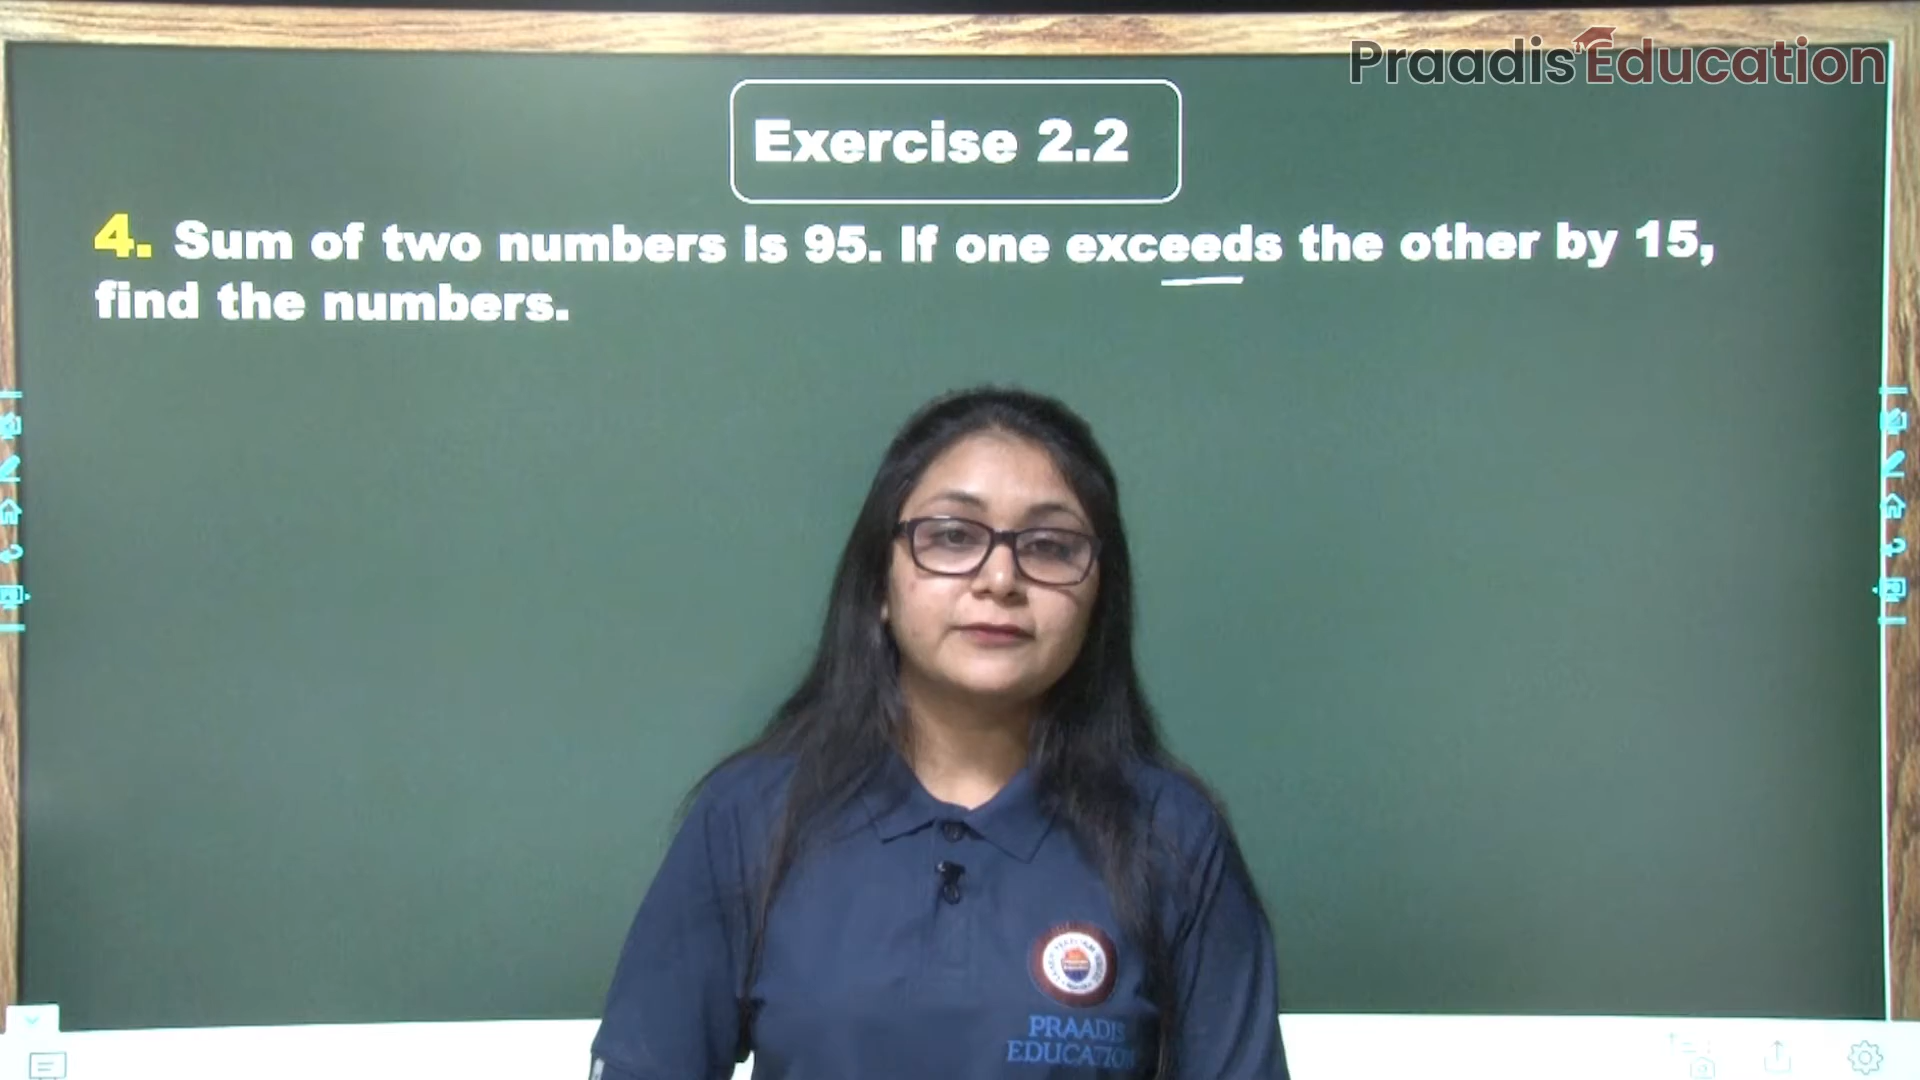 Praadis Education
Exercise 2.2
4. Sum of two numbers is 95. If one exceeds the other by 15,
find the numbers.
PRAADIS
EDUCATION